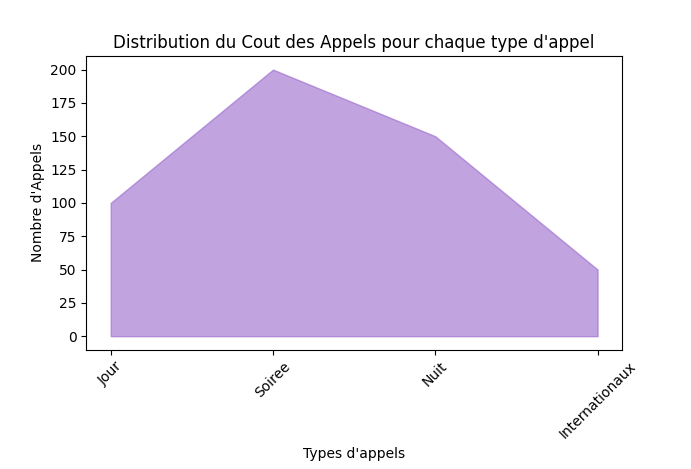 Distribution du Cout des Appels pour chaque type d'appel
200
175
150
125
100
75
50
25
0
Nombre d'Appels
Jour
Soiree
Nuit
Internationaux
Types d'appels